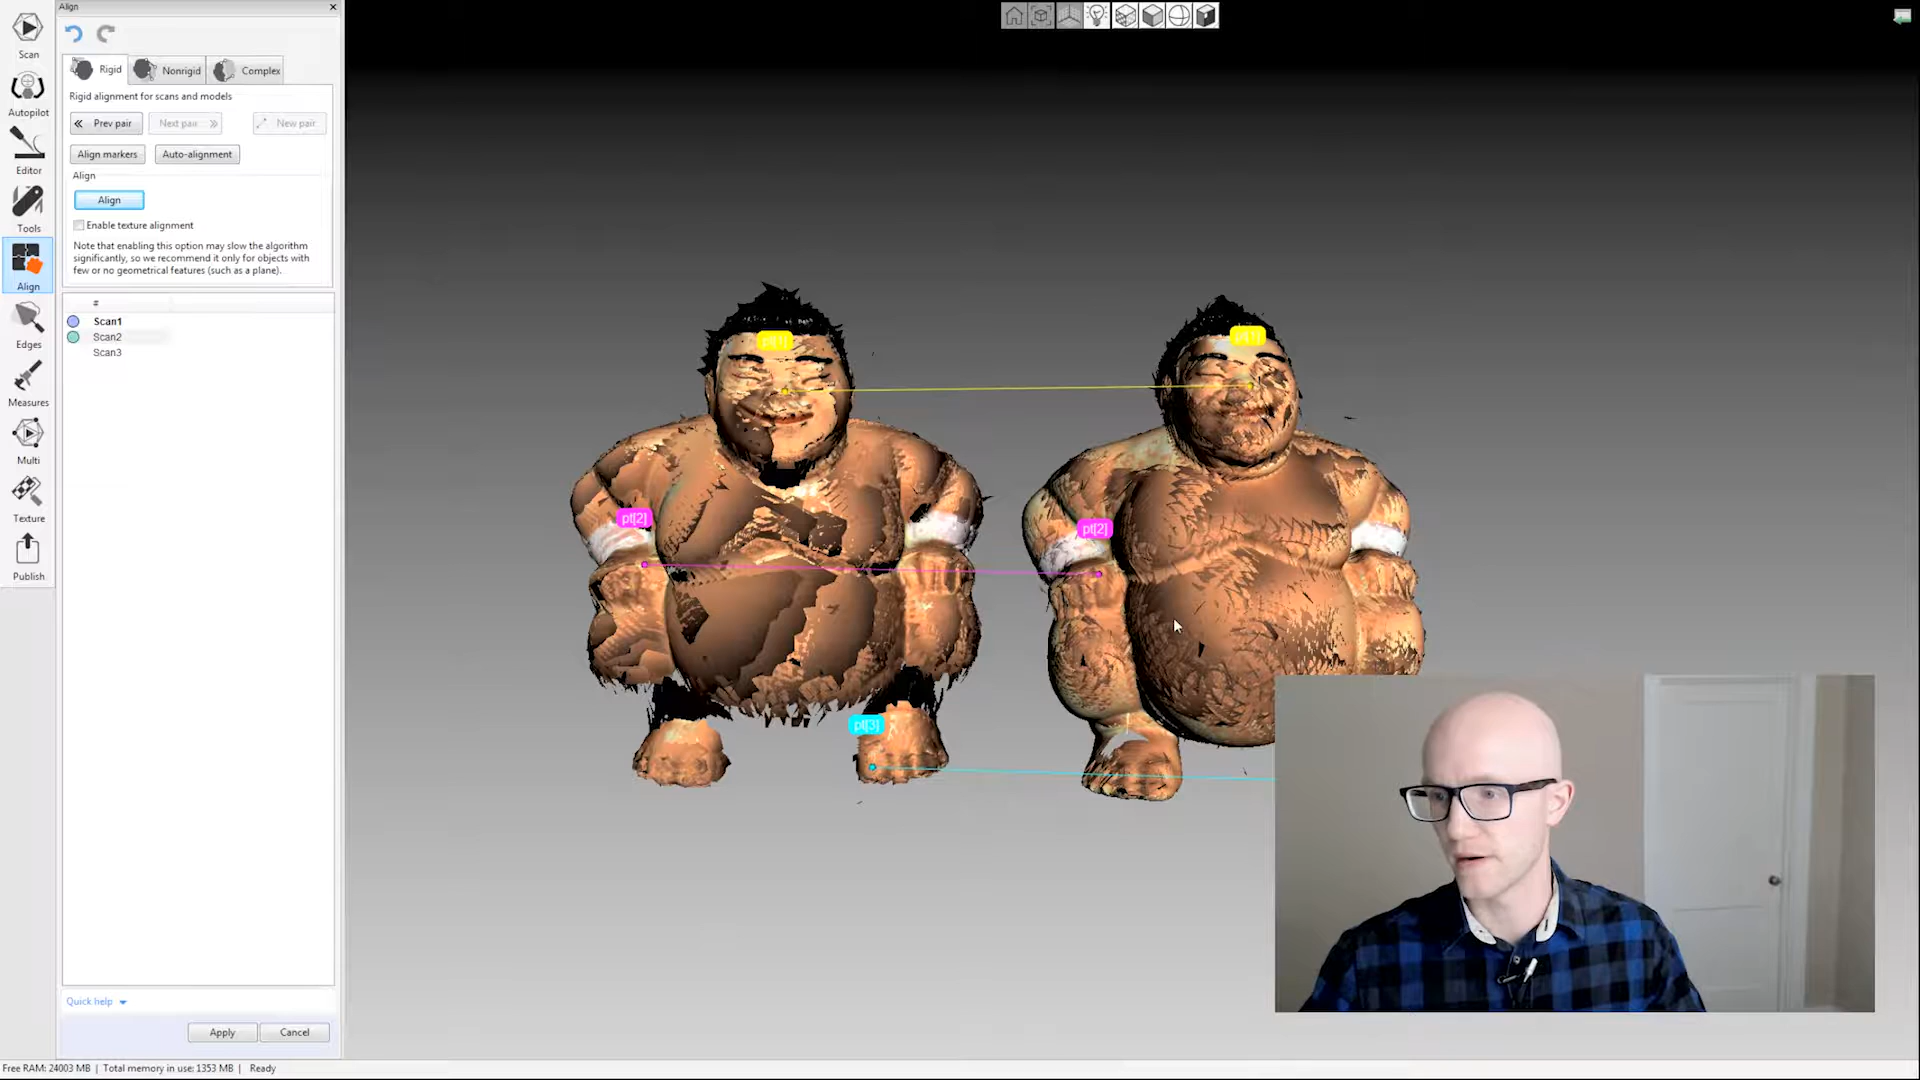 Align
Scan
Autopilot
Editor
Tools
Align
Edges
Measures
Multi
Texture
Publish
Rigid
Nonrigid
Complex
Rigid alignment for scans and models
Prev pair
Next pair
New pair
Align markers
Auto-alignment
Align
Align
Enable texture alignment
Note that enabling this option may slow the algorithm
significantly, so we recommend it only for objects with
few or no geometrical features (such as a plane).
#
Scan1
Scan2
Scan3
pt[1]
pt[1]
pt[2]
pt[2]
pt[3]
Quick help
Apply
Cancel
Free RAM: 24003 MB | Total memory in use: 1353 MB | Ready